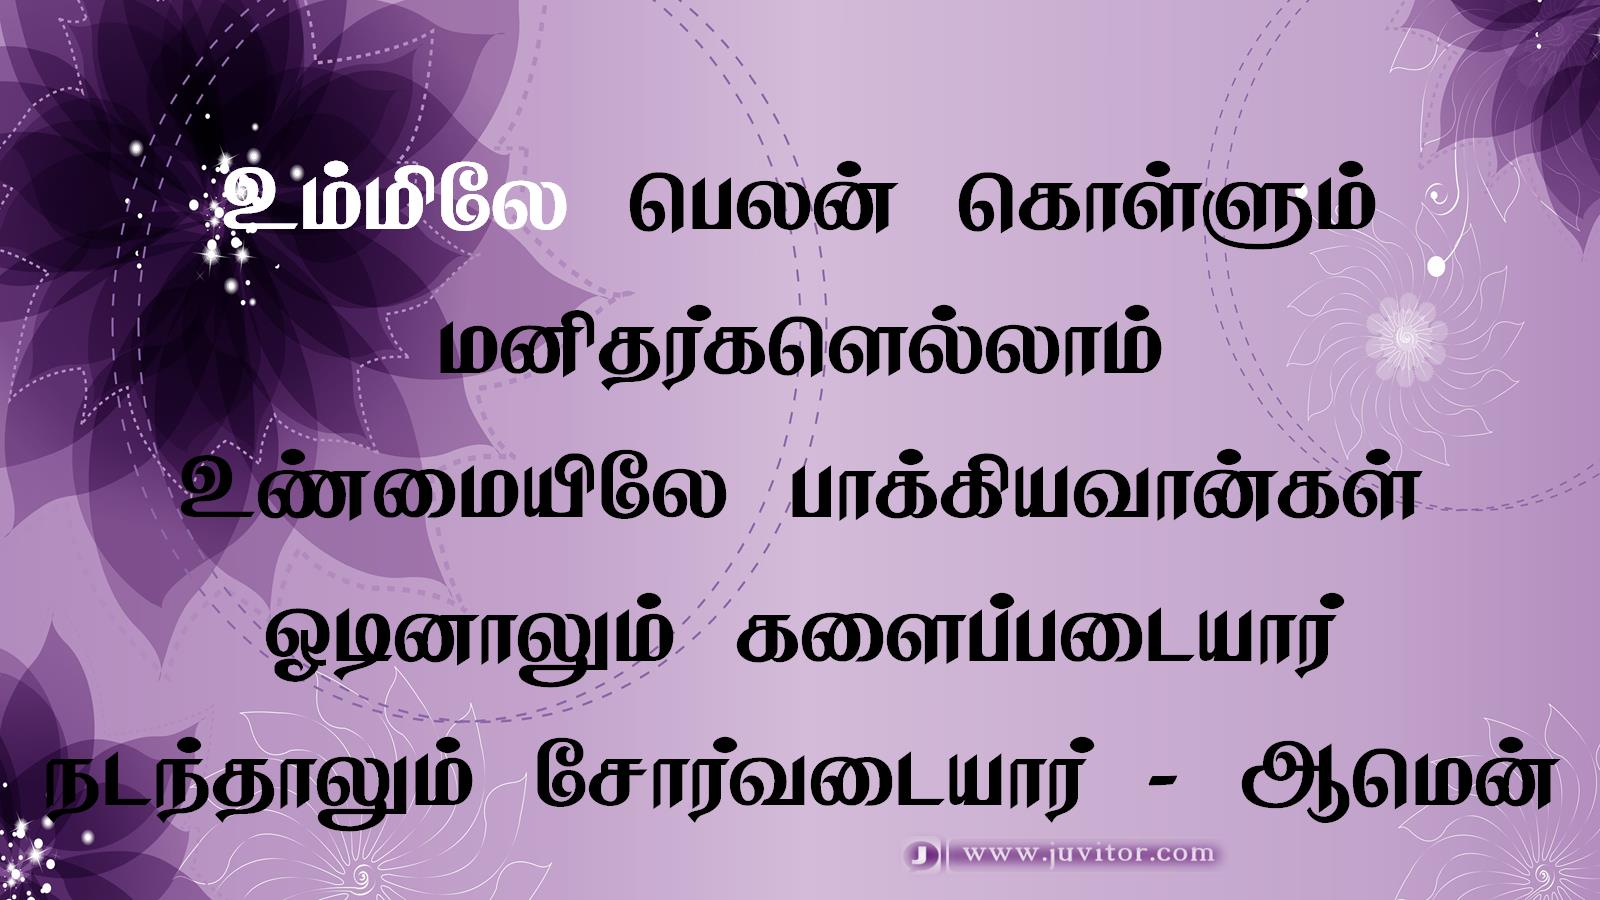 உம்மிலே பெலன் கொள்ளும்
மனிதர்களெல்லாம்
உண்மையிலே பாக்கியவான்கள்
ஓடினாலும் களைப்படையார்
நடந்தாலும் சோர்வடையார் - ஆமென்
J www.juvitor.com